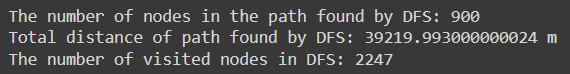 The number of nodes in the path found by DFS: 900
Total distance of path found by DFS: 39219.993000000024 m
The number of visited nodes in DFS: 2247